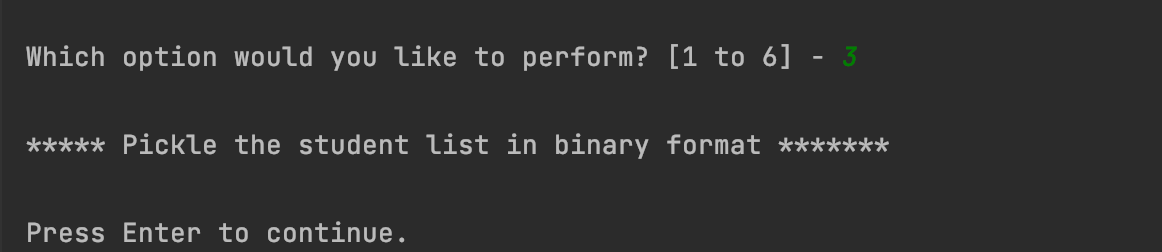 Which option would you like to perform? [1 to 6] - 3
***** Pickle the student list in binary format *******
Press Enter to continue.